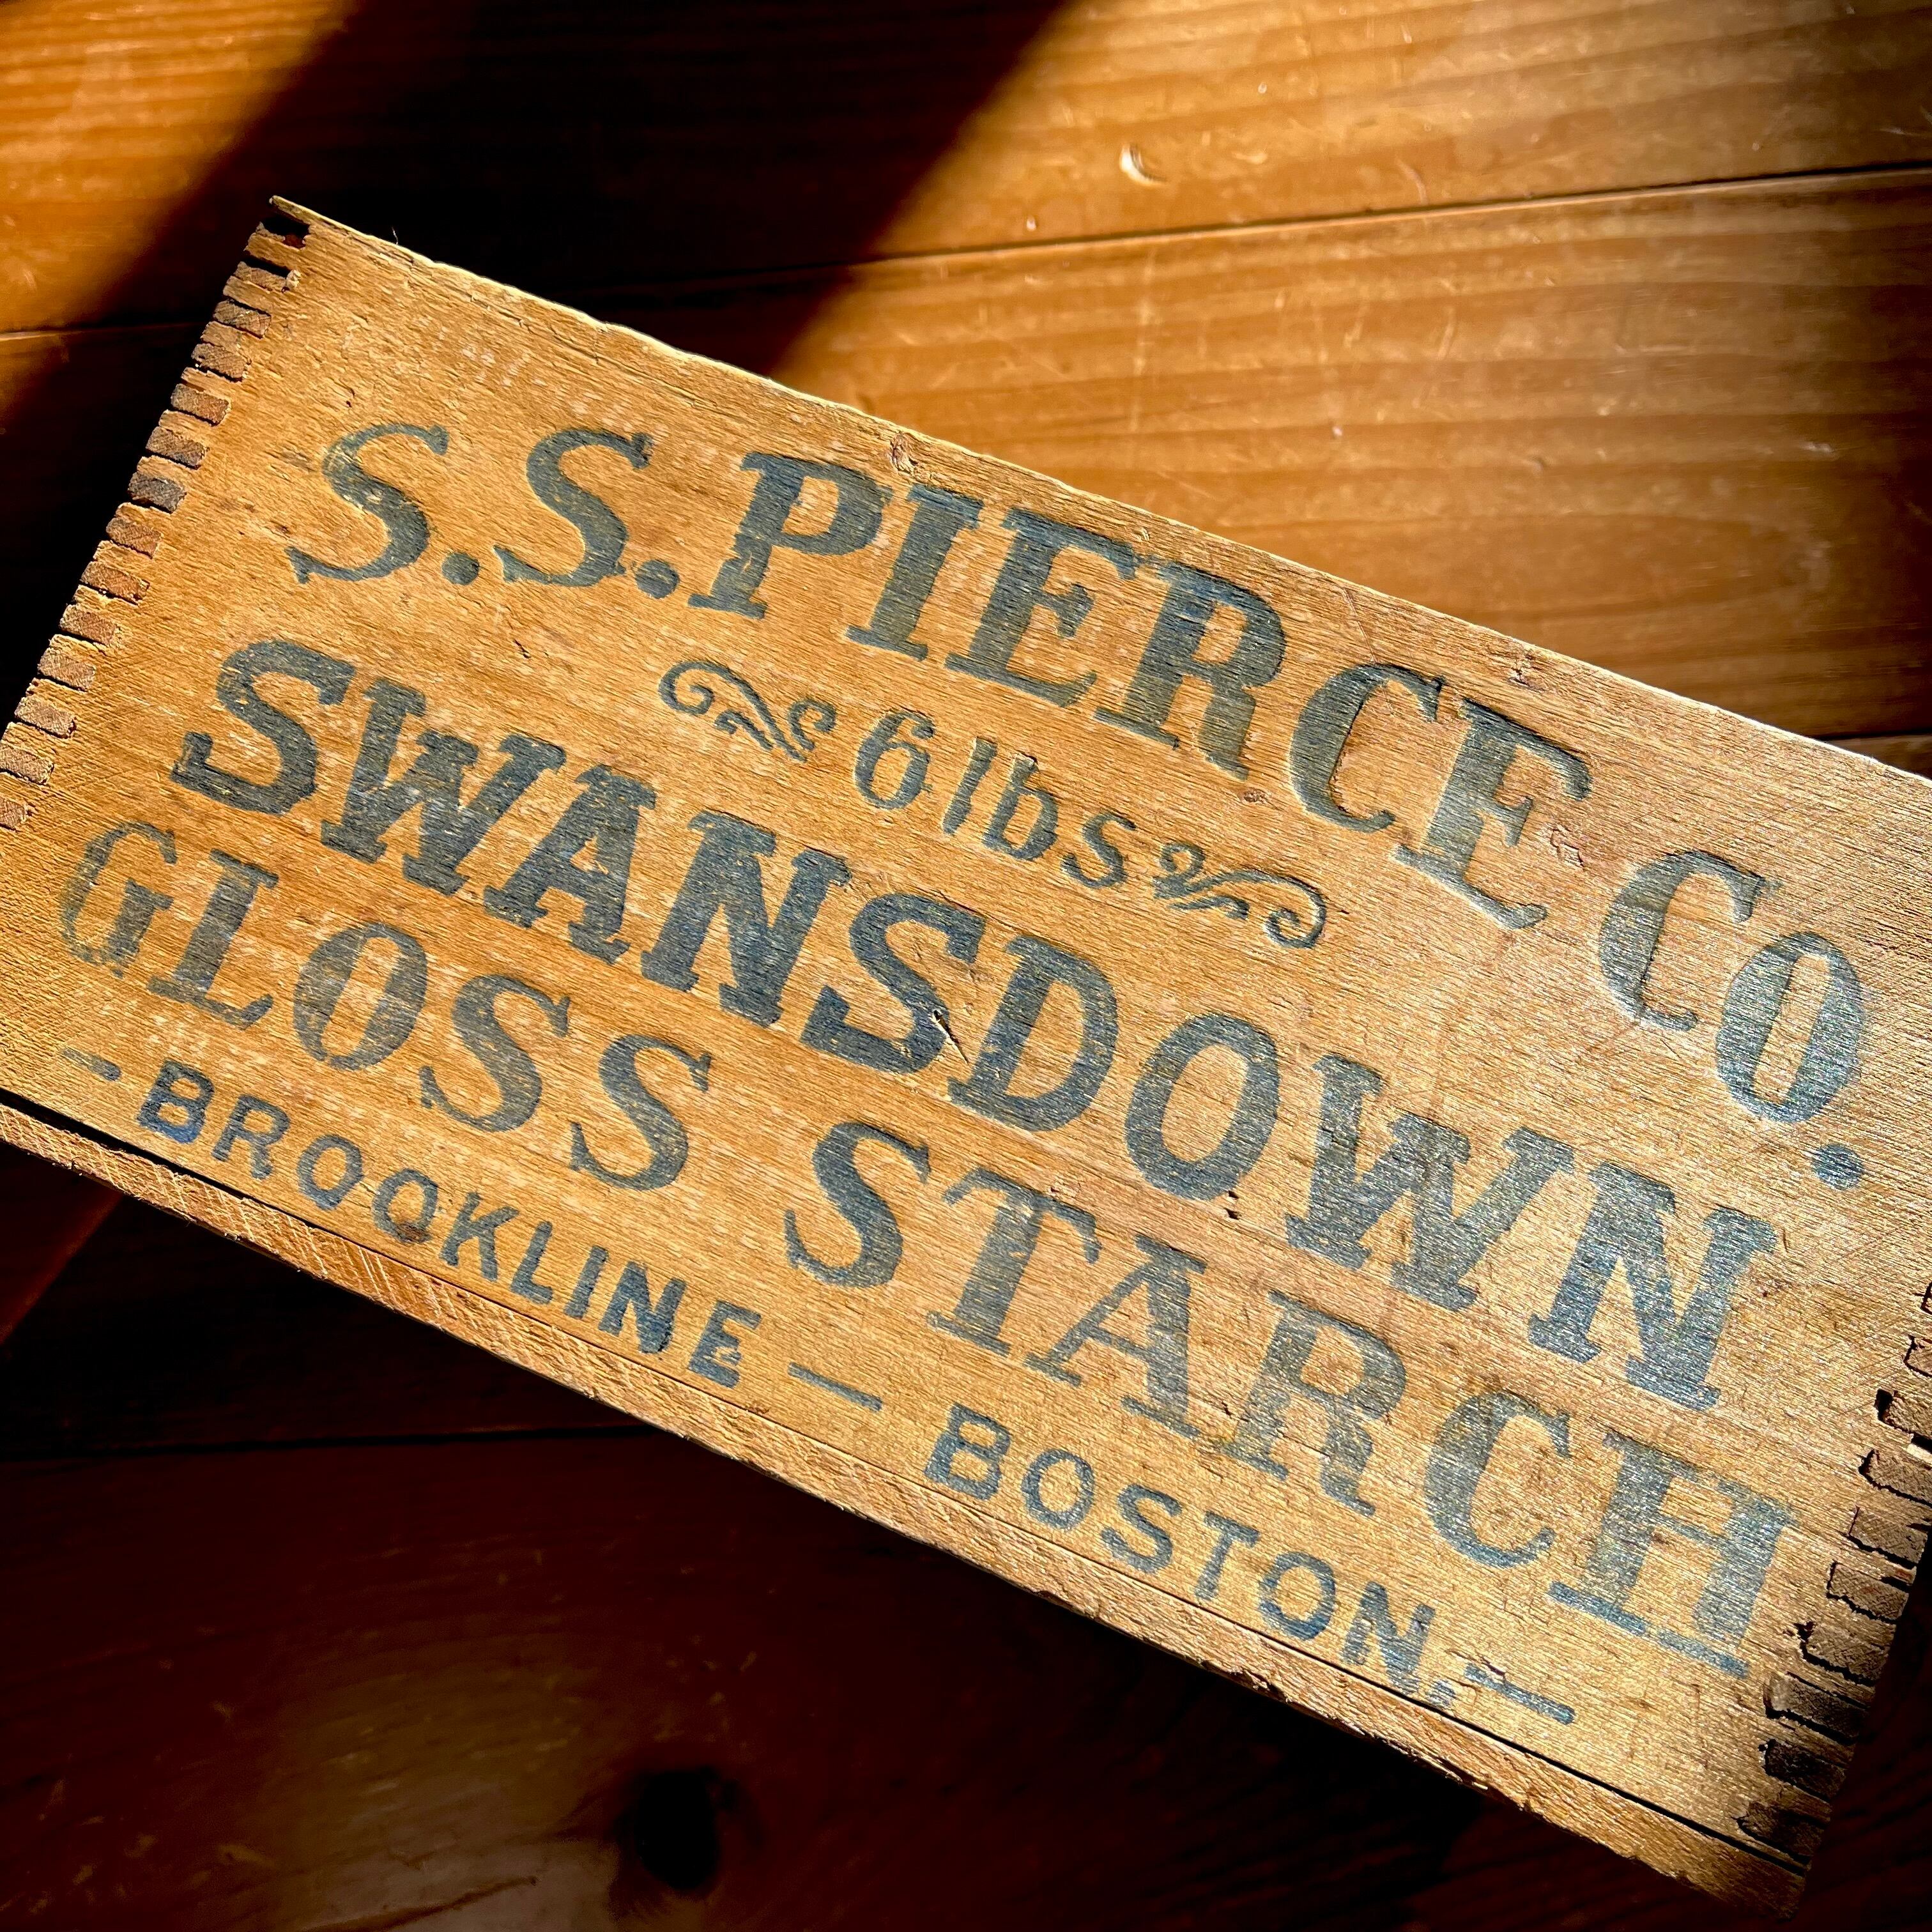 S.S. PIERCE CO.
6 lbs
SWANSDOWN
GLOSS STARCH
- BROOKLINE - BOSTON. -